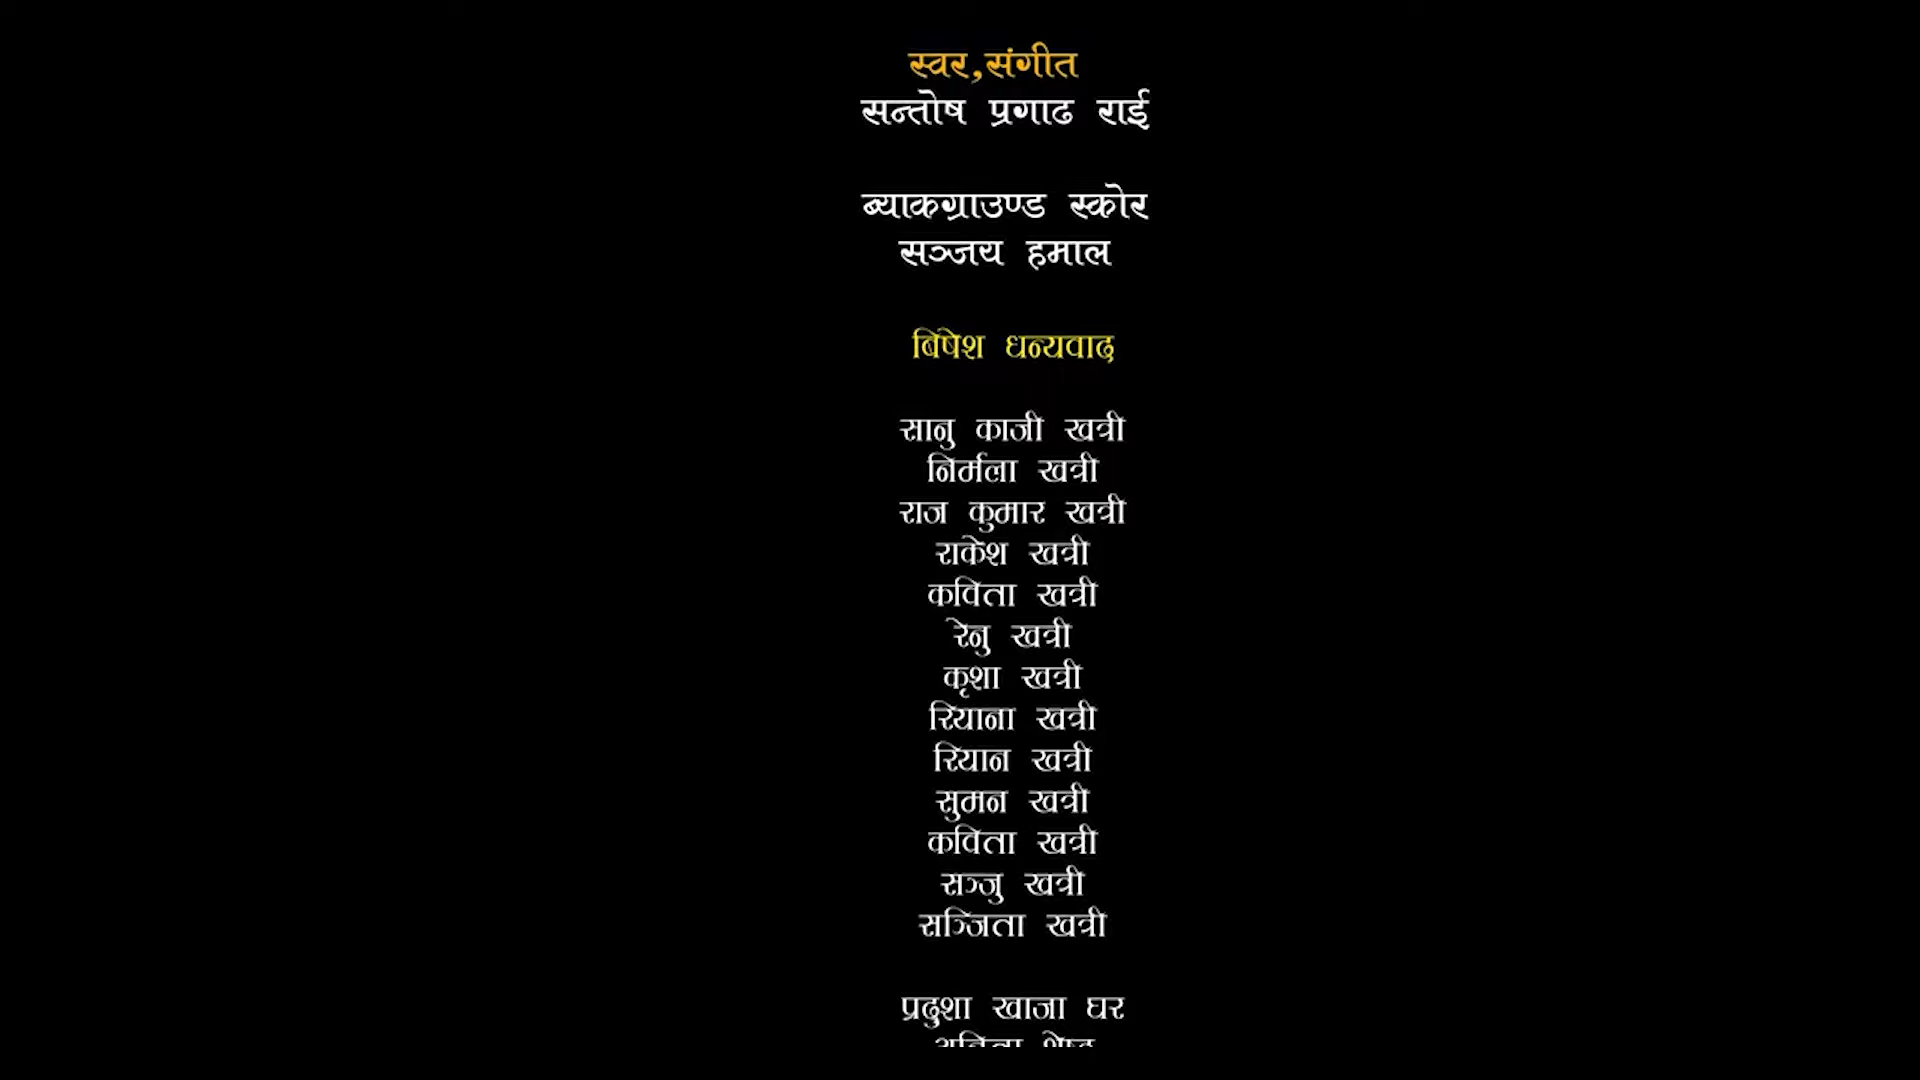 स्वर,संगीत
सन्तोष प्रगाढ राई
ब्याकग्राउण्ड स्कोर
सञ्जय हमाल
बिषेश धन्यवाद
सानु काजी खत्री
निर्मला खत्री
राज कुमार खत्री
राकेश खत्री
कविता खत्री
रेनु खत्री
कृशा खत्री
रियाना खत्री
रियान खत्री
सुमन खत्री
कविता खत्री
सञ्जु खत्री
सञ्जिता खत्री
प्रदुशा खाजा घर